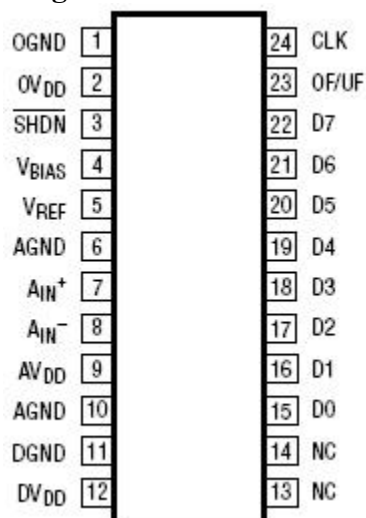 OGND 1 24 CLK
OVDD 2 23 OF/UF
SHDN 3 22 D7
VBIAS 4 21 D6
VREF 5 20 D5
AGND 6 19 D4
AIN+ 7 18 D3
AIN− 8 17 D2
AVDD 9 16 D1
AGND 10 15 D0
DGND 11 14 NC
DVDD 12 13 NC